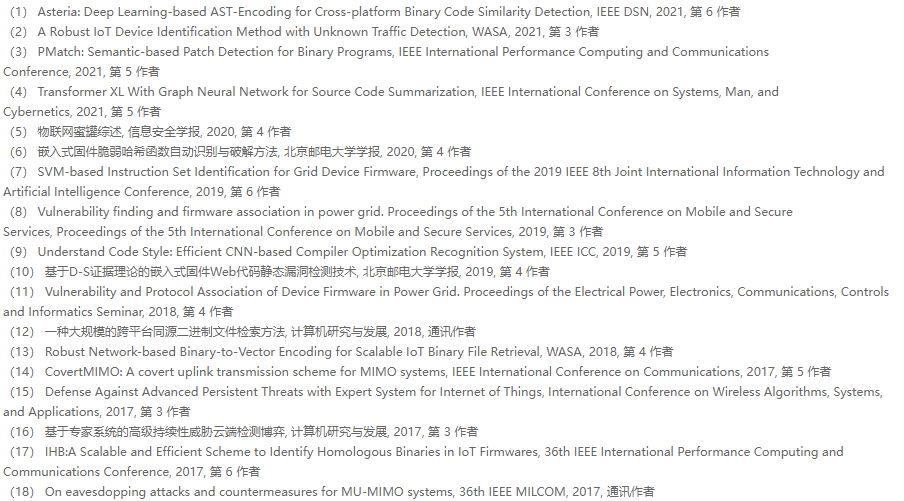 （1） Asteria: Deep Learning-based AST-Encoding for Cross-platform Binary Code Similarity Detection, IEEE DSN, 2021, 第 6 作者
（2） A Robust IoT Device Identification Method with Unknown Traffic Detection, WASA, 2021, 第 3 作者
（3） PMatch: Semantic-based Patch Detection for Binary Programs, IEEE International Performance Computing and Communications
Conference, 2021, 第 5 作者
（4） Transformer XL With Graph Neural Network for Source Code Summarization, IEEE International Conference on Systems, Man, and
Cybernetics, 2021, 第 5 作者
（5） 物联网蜜罐综述, 信息安全学报, 2020, 第 4 作者
（6） 嵌入式固件脆弱哈希函数自动识别与破解方法, 北京邮电大学学报, 2020, 第 4 作者
（7） SVM-based Instruction Set Identification for Grid Device Firmware, Proceedings of the 2019 IEEE 8th Joint International Information Technology and
Artificial Intelligence Conference, 2019, 第 6 作者
（8） Vulnerability finding and firmware association in power grid. Proceedings of the 5th International Conference on Mobile and Secure
Services, Proceedings of the 5th International Conference on Mobile and Secure Services, 2019, 第 3 作者
（9） Understand Code Style: Efficient CNN-based Compiler Optimization Recognition System, IEEE ICC, 2019, 第 5 作者
（10） 基于D-S证据理论的嵌入式固件Web代码静态漏洞检测技术, 北京邮电大学学报, 2019, 第 4 作者
（11） Vulnerability and Protocol Association of Device Firmware in Power Grid. Proceedings of the Electrical Power, Electronics, Communications, Controls
and Informatics Seminar, 2018, 第 4 作者
（12） 一种大规模的跨平台同源二进制文件检索方法, 计算机研究与发展, 2018, 通讯作者
（13） Robust Network-based Binary-to-Vector Encoding for Scalable IoT Binary File Retrieval, WASA, 2018, 第 4 作者
（14） CovertMIMO: A covert uplink transmission scheme for MIMO systems, IEEE International Conference on Communications, 2017, 第 5 作者
（15） Defense Against Advanced Persistent Threats with Expert System for Internet of Things, International Conference on Wireless Algorithms, Systems,
and Applications, 2017, 第 3 作者
（16） 基于专家系统的高级持续性威胁云端检测博弈, 计算机研究与发展, 2017, 第 3 作者
（17） IHB:A Scalable and Efficient Scheme to Identify Homologous Binaries in IoT Firmwares, 36th IEEE International Performance Computing and
Communications Conference, 2017, 第 6 作者
（18） On eavesdopping attacks and countermeasures for MU-MIMO systems, 36th IEEE MILCOM, 2017, 通讯作者